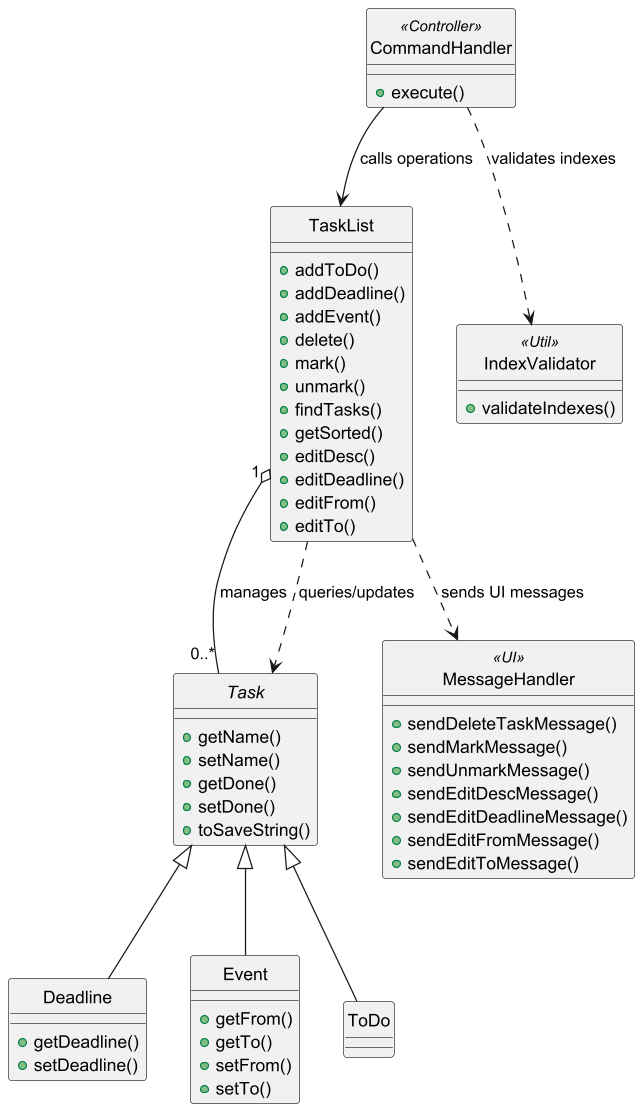 «Controller»
CommandHandler
execute()
calls operations
validates indexes
TaskList
addToDo()
addDeadline()
addEvent()
delete()
mark()
unmark()
findTasks()
getSorted()
editDesc()
editDeadline()
editFrom()
editTo()
«Util»
IndexValidator
validateIndexes()
1
manages
queries/updates
sends UI messages
0..*
Task
getName()
setName()
getDone()
setDone()
toSaveString()
«UI»
MessageHandler
sendDeleteTaskMessage()
sendMarkMessage()
sendUnmarkMessage()
sendEditDescMessage()
sendEditDeadlineMessage()
sendEditFromMessage()
sendEditToMessage()
Deadline
getDeadline()
setDeadline()
Event
getFrom()
getTo()
setFrom()
setTo()
ToDo